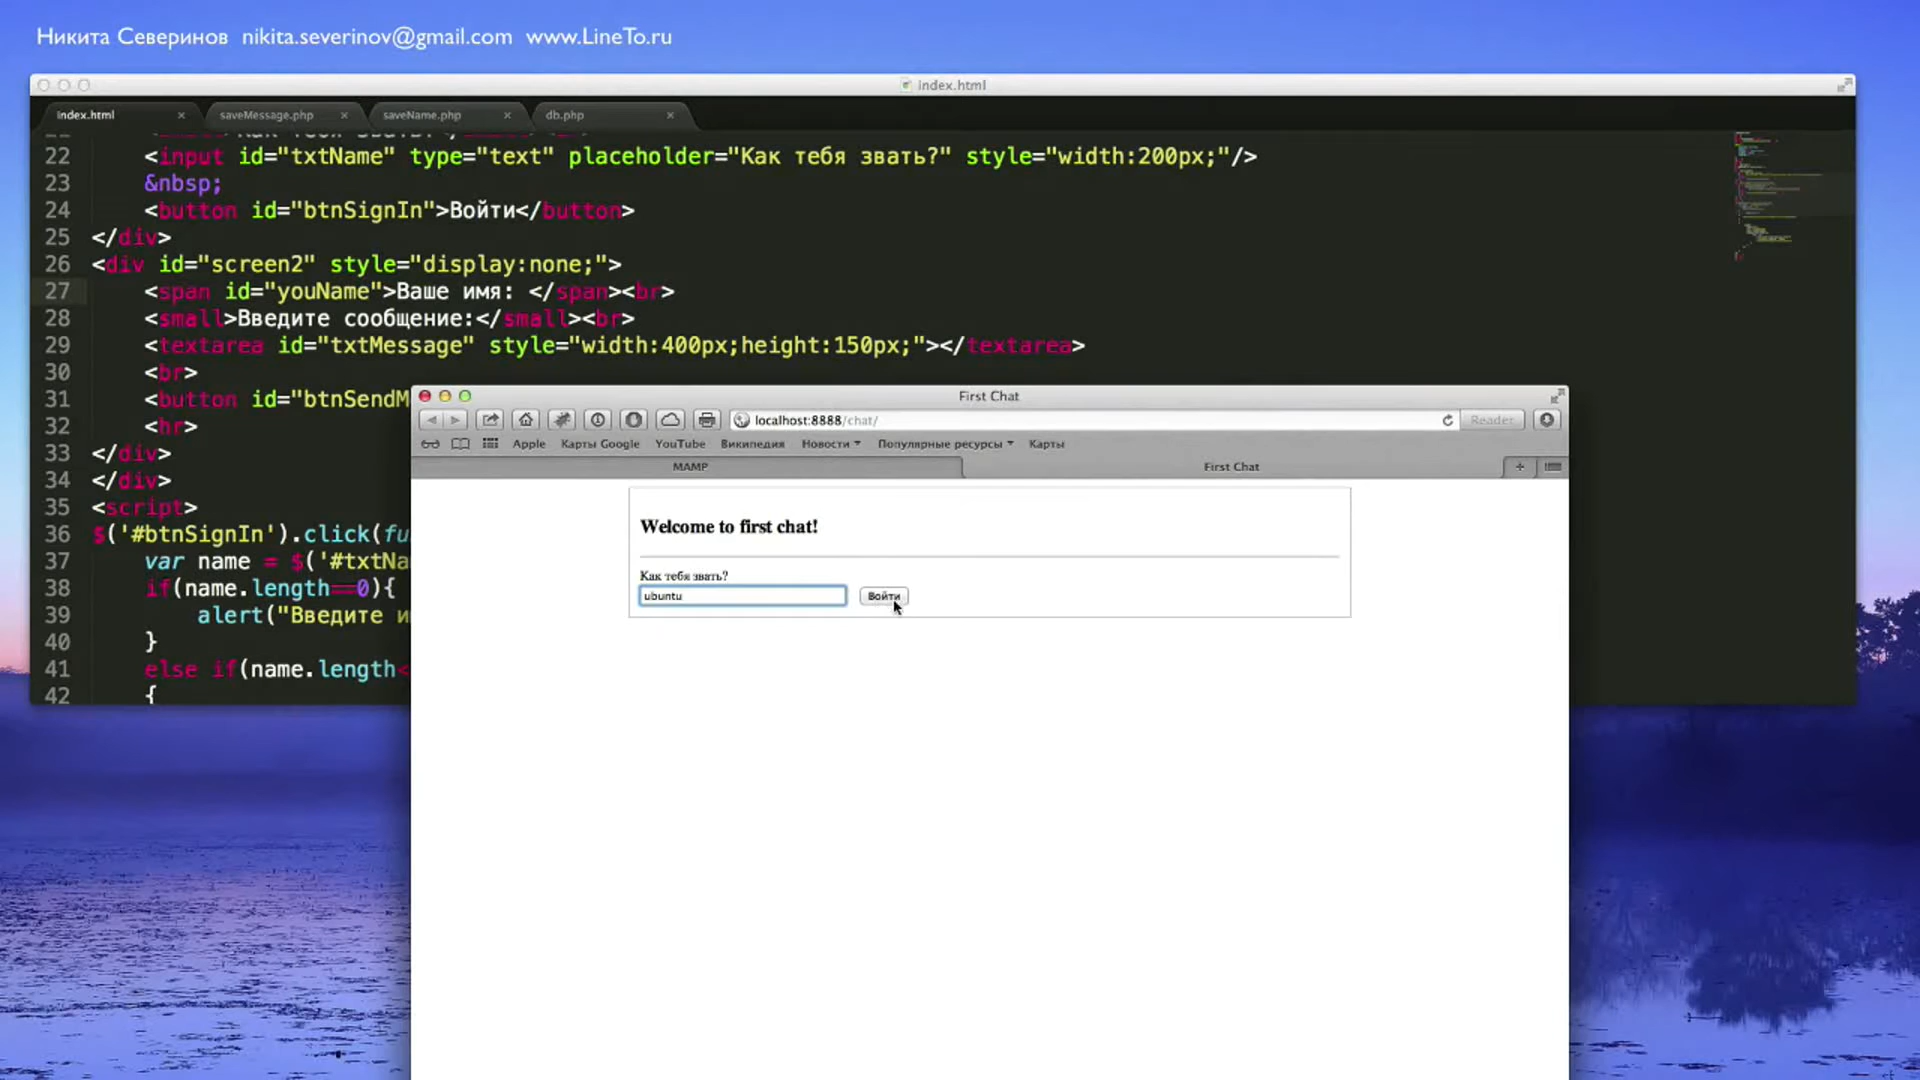 Никита Северинов nikita.severinov@gmail.com www.LineTo.ru
index.html
index.html saveMessage.php saveName.php db.php
22 <input id="txtName" type="text" placeholder="Как тебя звать?" style="width:200px;"/>
23 &nbsp;
24 <button id="btnSignIn">Войти</button>
25 </div>
26 <div id="screen2" style="display:none;">
27 <span id="youName">Ваше имя: </span><br>
28 <small>Введите сообщение:</small><br>
29 <textarea id="txtMessage" style="width:400px;height:150px;"></textarea>
30 <br>
31 <button id="btnSendM
32 <hr>
33 </div>
34 </div>
35 <script>
36 $('#btnSignIn').click(fu
37 var name = $('#txtNa
38 if(name.length==0){
39 alert("Введите и
40 }
41 else if(name.length<
42 {
First Chat
localhost:8888/chat/
Reader
Apple Карты Google YouTube Википедия Новости Популярные ресурсы Карты
MAMP First Chat
Welcome to first chat!
Как тебя звать?
ubuntu Войти